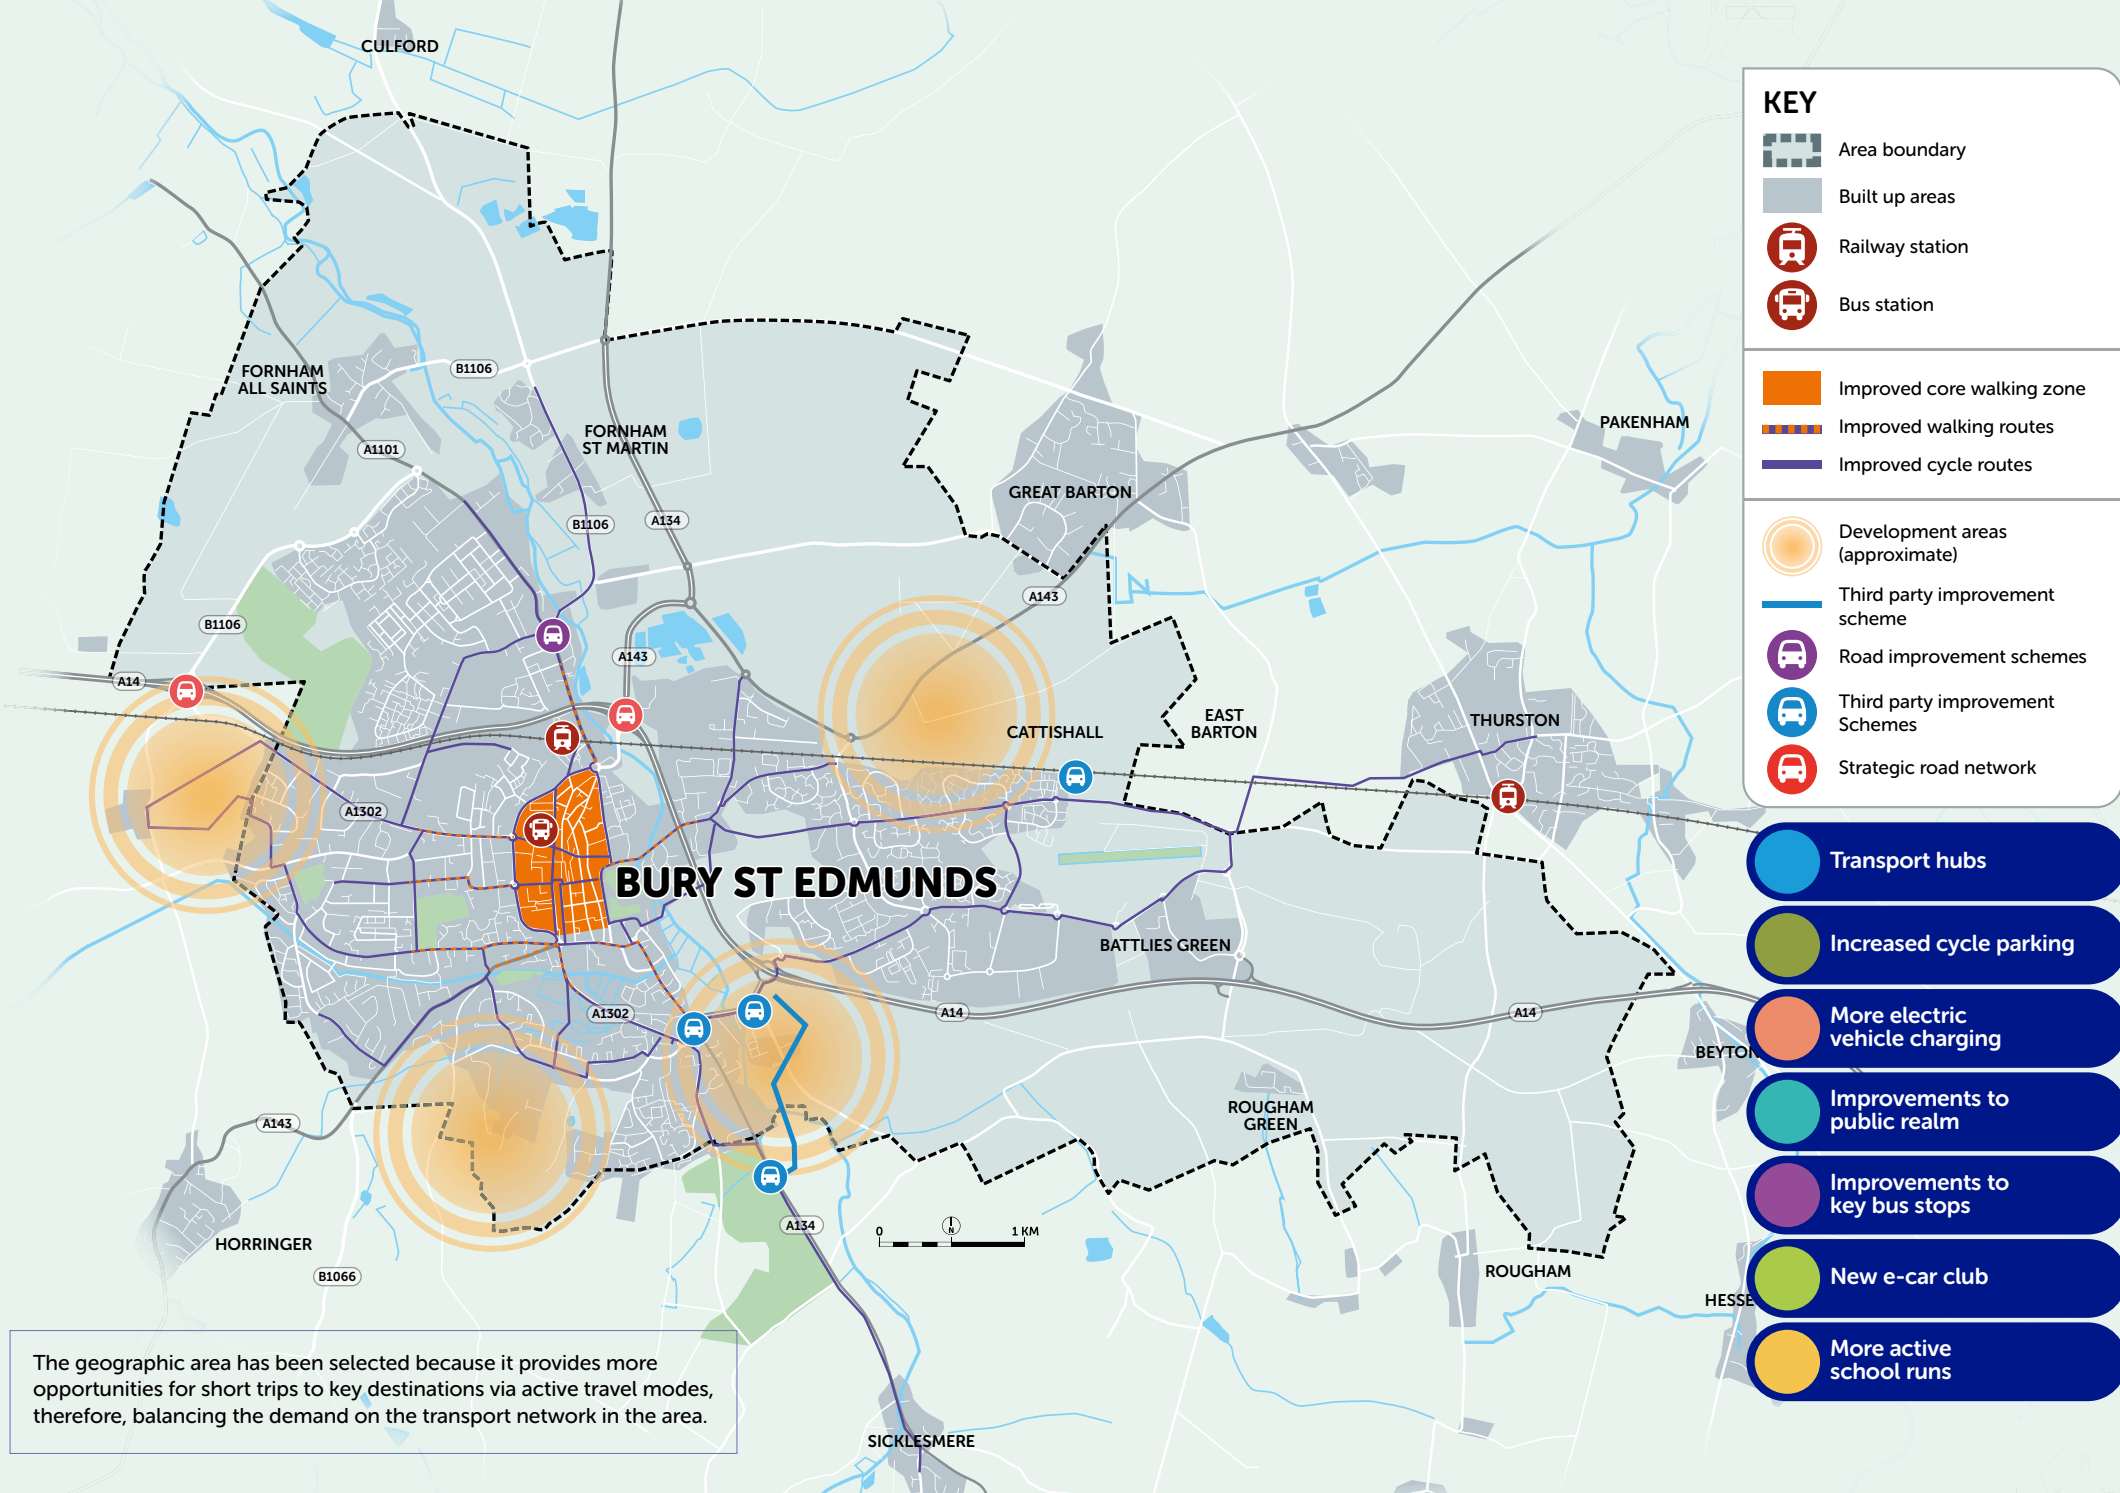 CULFORD
FORNHAM
ALL SAINTS
B1106
FORNHAM
ST MARTIN
A1101
B1106
A134
GREAT BARTON
PAKENHAM
A143
B1106
A143
A14
CATTISHALL
EAST
BARTON
THURSTON
A1302
BURY ST EDMUNDS
BATTLIES GREEN
A1302
A14
A14
BEYTON
ROUGHAM
GREEN
A143
HORRINGER
B1066
A134
0
N
1 KM
ROUGHAM
HESSE
SICKLESMERE
The geographic area has been selected because it provides more
opportunities for short trips to key destinations via active travel modes,
therefore, balancing the demand on the transport network in the area.
KEY
Area boundary
Built up areas
Railway station
Bus station
Improved core walking zone
Improved walking routes
Improved cycle routes
Development areas
(approximate)
Third party improvement
scheme
Road improvement schemes
Third party improvement
Schemes
Strategic road network
Transport hubs
Increased cycle parking
More electric
vehicle charging
Improvements to
public realm
Improvements to
key bus stops
New e-car club
More active
school runs